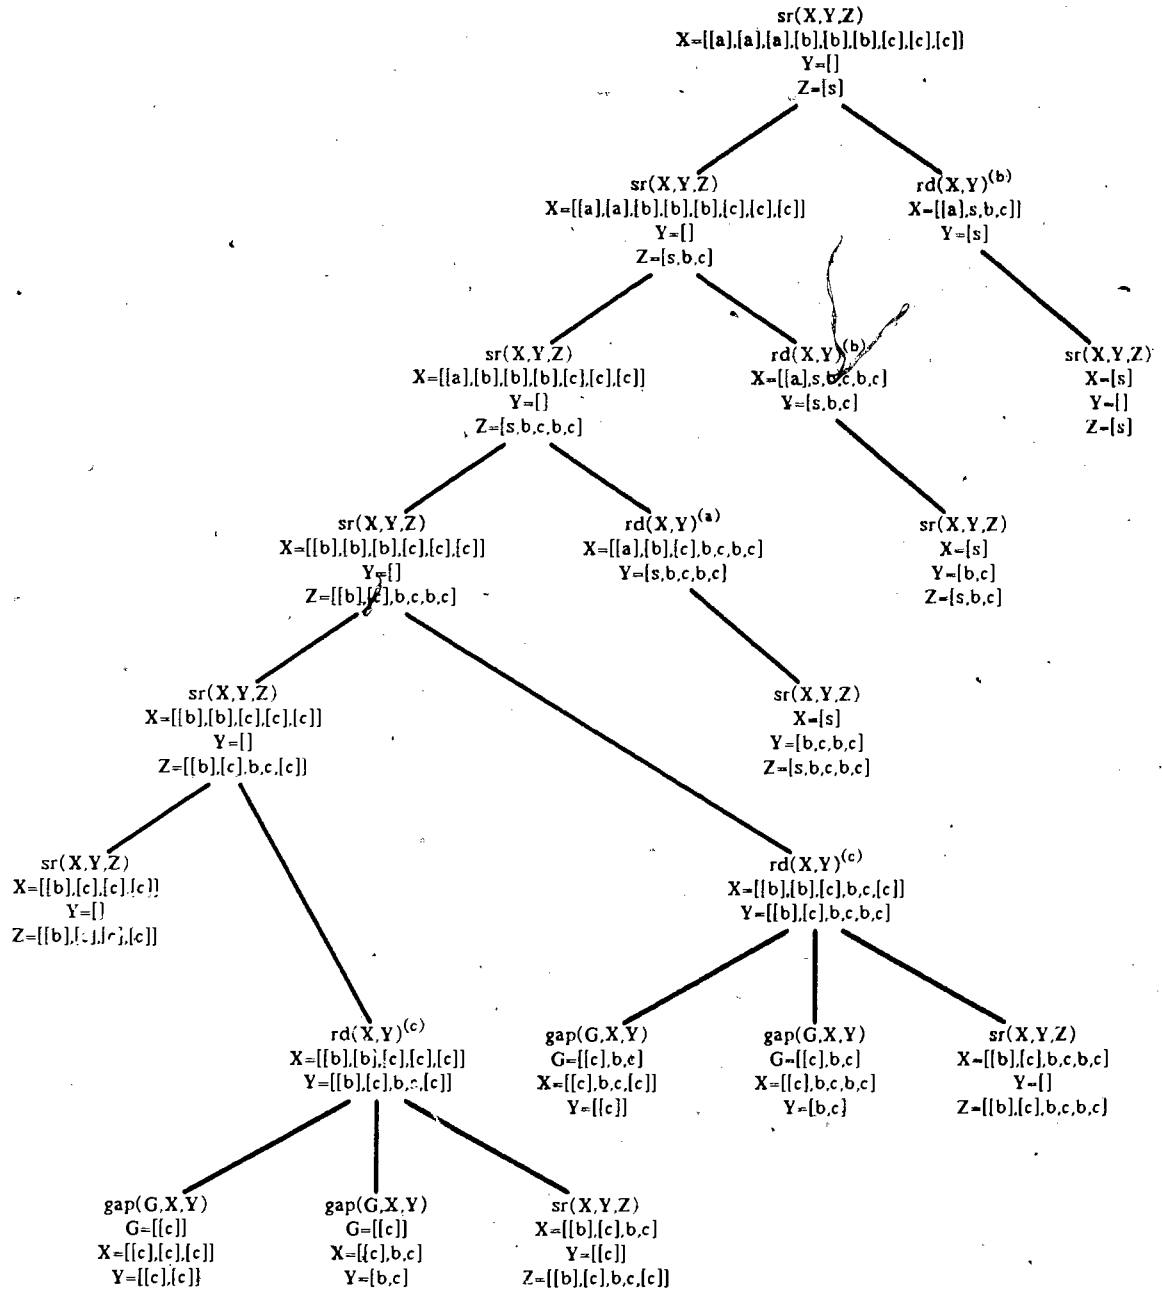 sr(X,Y,Z)
X=[[a],[a],[a],[b],[b],[b],[c],[c],[c]]
Y=[]
Z=[s]
sr(X,Y,Z)
X=[[a],[a],[b],[b],[b],[c],[c],[c]]
Y=[]
Z=[s,b,c]
rd(X,Y)(b)
X=[[a],s,b,c]]
Y=[s]
sr(X,Y,Z)
X=[[a],[b],[b],[b],[c],[c],[c]]
Y=[]
Z=[s,b,c,b,c]
rd(X,Y)(b)
X=[[a],s,b,c,b,c]
Y=[s,b,c]
sr(X,Y,Z)
X=[s]
Y=[]
Z=[s]
sr(X,Y,Z)
X=[[b],[b],[b],[c],[c],[c]]
Y=[]
Z=[[b],[c],b,c,b,c]
rd(X,Y)(a)
X=[[a],[b],[c],b,c,b,c]
Y=[s,b,c,b,c]
sr(X,Y,Z)
X=[s]
Y=[b,c]
Z=[s,b,c]
sr(X,Y,Z)
X=[[b],[b],[c],[c],[c]]
Y=[]
Z=[[b],[c],b,c,[c]]
sr(X,Y,Z)
X=[s]
Y=[b,c,b,c]
Z=[s,b,c,b,c]
sr(X,Y,Z)
X=[[b],[c],[c],[c]]
Y=[]
Z=[[b],[c],[c],[c]]
rd(X,Y)(c)
X=[[b],[b],[c],b,c,[c]]
Y=[[b],[c],b,c,b,c]
rd(X,Y)(c)
X=[[b],[b],[c],[c],[c]]
Y=[[b],[c],b,c,[c]]
gap(G,X,Y)
G=[[c],b,c]
X=[[c],b,c,[c]]
Y=[[c]]
gap(G,X,Y)
G=[[c],b,c]
X=[[c],b,c,b,c]
Y=[b,c]
sr(X,Y,Z)
X=[[b],[c],b,c,b,c]
Y=[]
Z=[[b],[c],b,c,b,c]
gap(G,X,Y)
G=[[c]]
X=[[c],[c],[c]]
Y=[[c],[c]]
gap(G,X,Y)
G=[[c]]
X=[[c],b,c]
Y=[b,c]
sr(X,Y,Z)
X=[[b],[c],b,c]
Y=[[c]]
Z=[[b],[c],b,c,[c]]